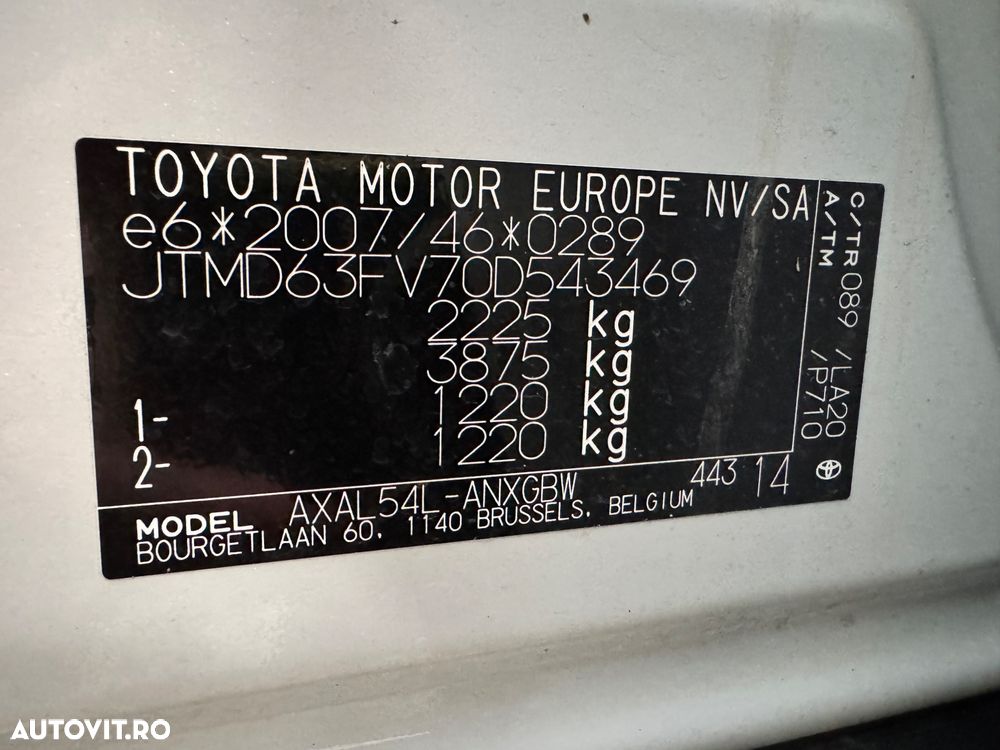 TOYOTA MOTOR EUROPE NV/SA
e6*2007/46*0289
JTMD63FV70D543469
2225 kg
3875 kg
1- 1220 kg
2- 1220 kg
C/TR 089 /LA20
A/TM /P710
MODEL AXAL54L-ANXGBW 443 14
BOURGETLAAN 60, 1140 BRUSSELS, BELGIUM
AUTOVIT.RO